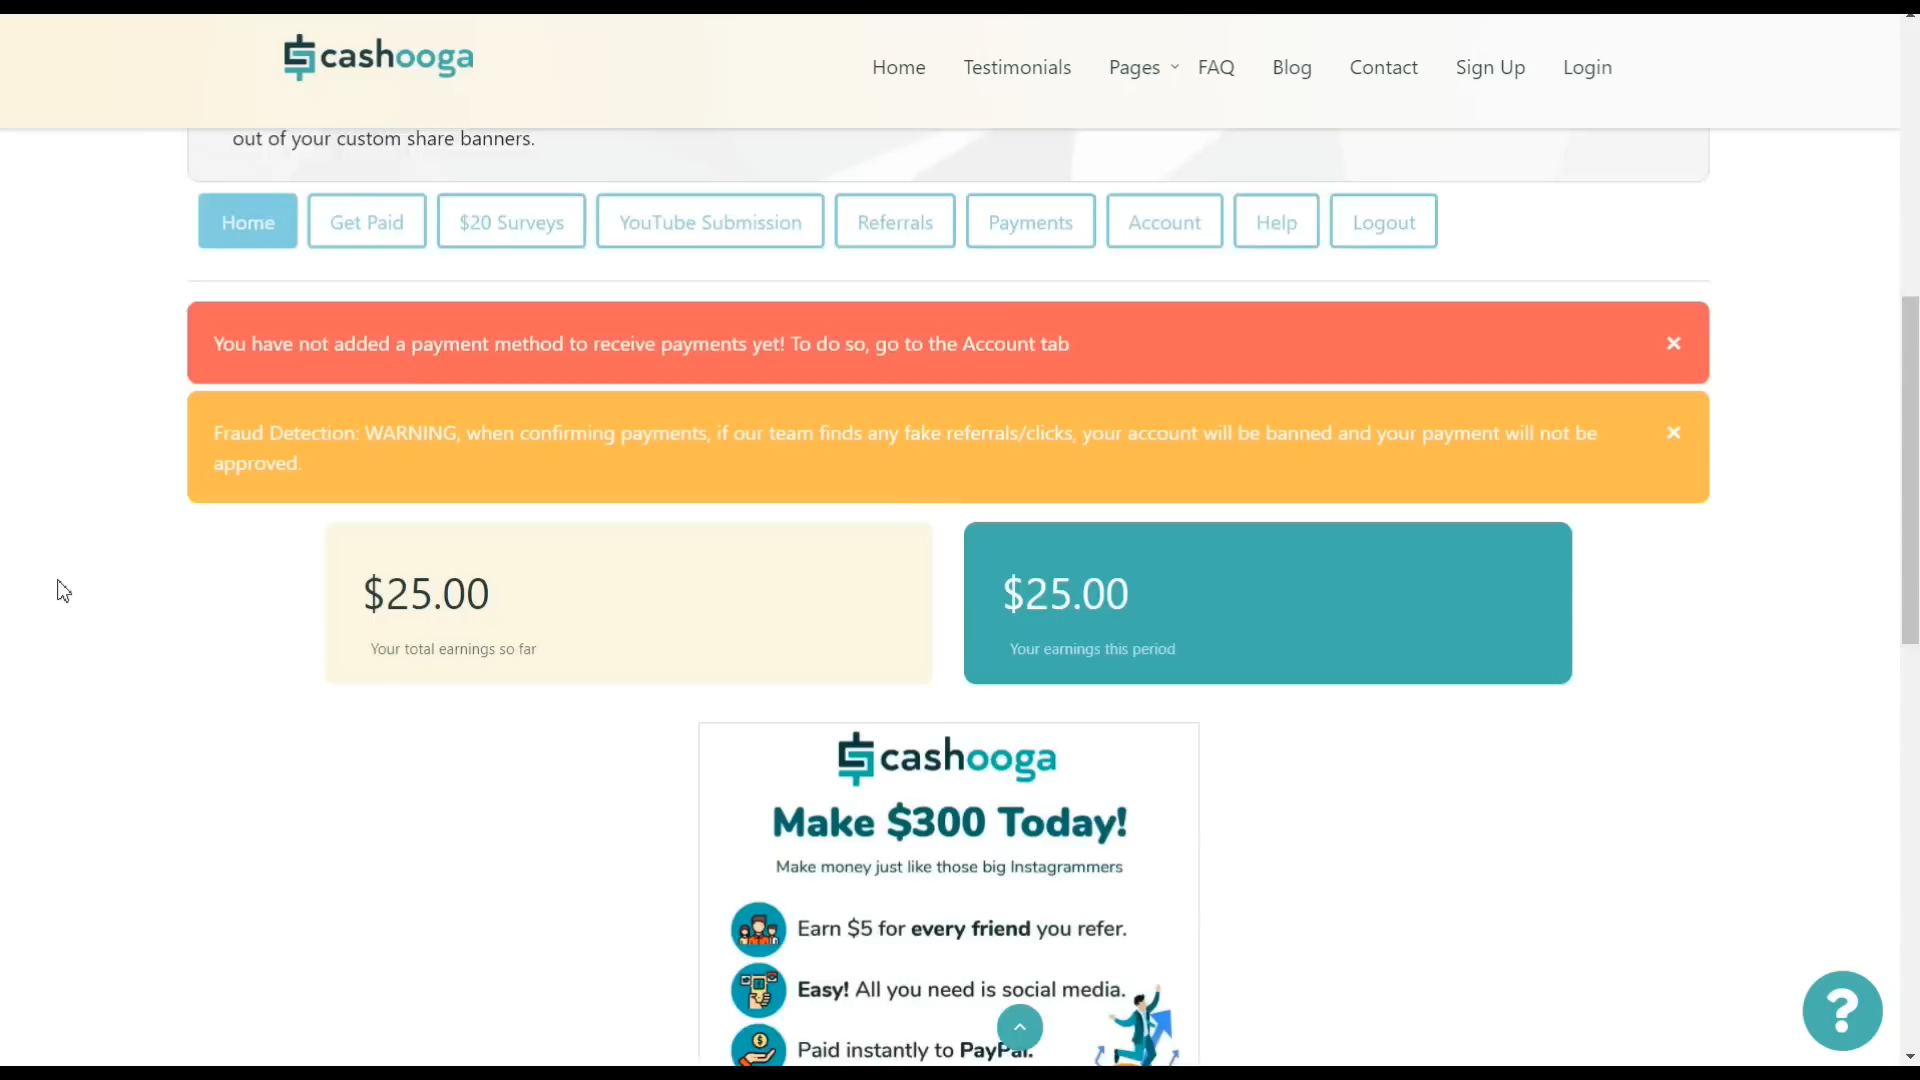 cashooga
Home Testimonials Pages FAQ Blog Contact Sign Up Login
out of your custom share banners.
Home Get Paid $20 Surveys YouTube Submission Referrals Payments Account Help Logout
You have not added a payment method to receive payments yet! To do so, go to the Account tab
Fraud Detection: WARNING, when confirming payments, if our team finds any fake referrals/clicks, your account will be banned and your payment will not be
approved.
$25.00
Your total earnings so far
$25.00
Your earnings this period
cashooga
Make $300 Today!
Make money just like those big Instagrammers
Earn $5 for every friend you refer.
Easy! All you need is social media.
Paid instantly to PayPal.